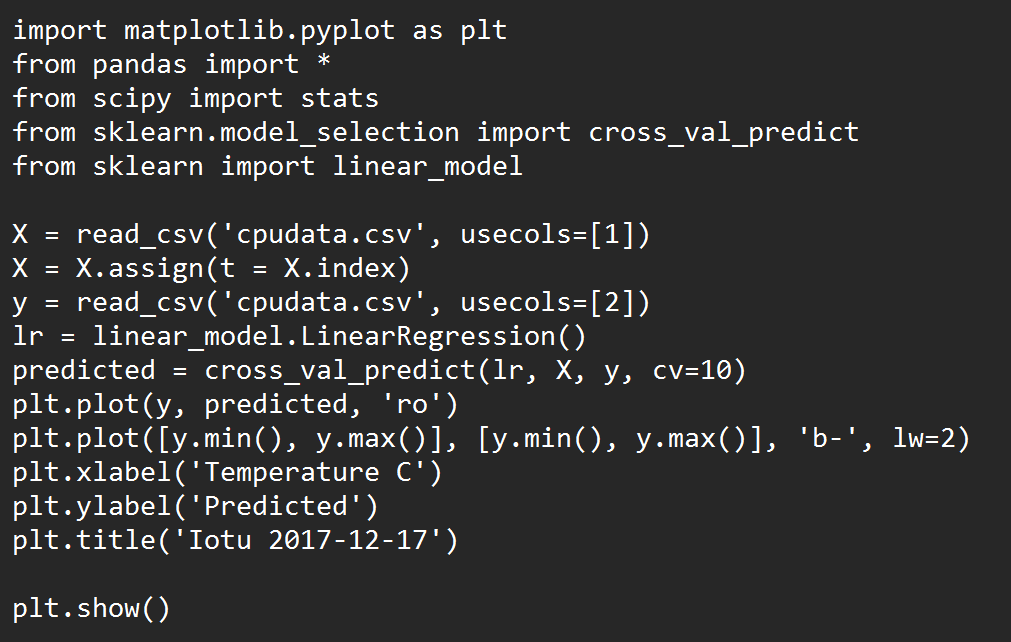 import matplotlib.pyplot as plt
from pandas import *
from scipy import stats
from sklearn.model_selection import cross_val_predict
from sklearn import linear_model

X = read_csv('cpudata.csv', usecols=[1])
X = X.assign(t = X.index)
y = read_csv('cpudata.csv', usecols=[2])
lr = linear_model.LinearRegression()
predicted = cross_val_predict(lr, X, y, cv=10)
plt.plot(y, predicted, 'ro')
plt.plot([y.min(), y.max()], [y.min(), y.max()], 'b-', lw=2)
plt.xlabel('Temperature C')
plt.ylabel('Predicted')
plt.title('Iotu 2017-12-17')

plt.show()